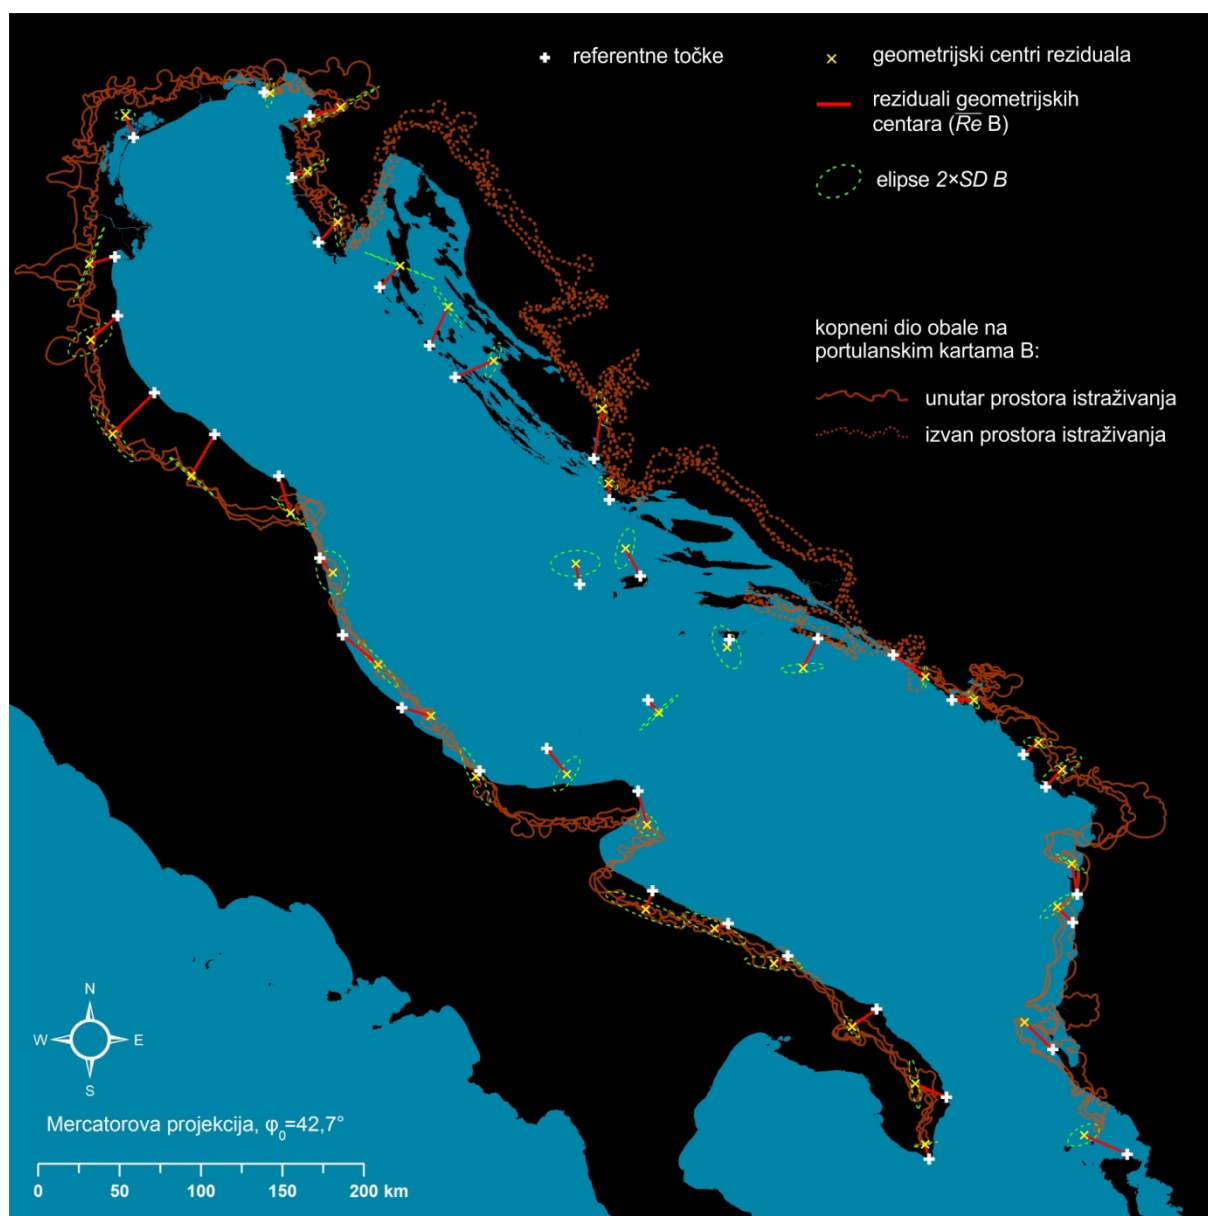 referentne točke
geometrijski centri reziduala
reziduali geometrijskih
centara (R̅e̅ B)
elipse 2×SD B
kopneni dio obale na
portulanskim kartama B:
unutar prostora istraživanja
izvan prostora istraživanja
N
W E
S
Mercatorova projekcija, φ₀=42,7°
0 50 100 150 200 km